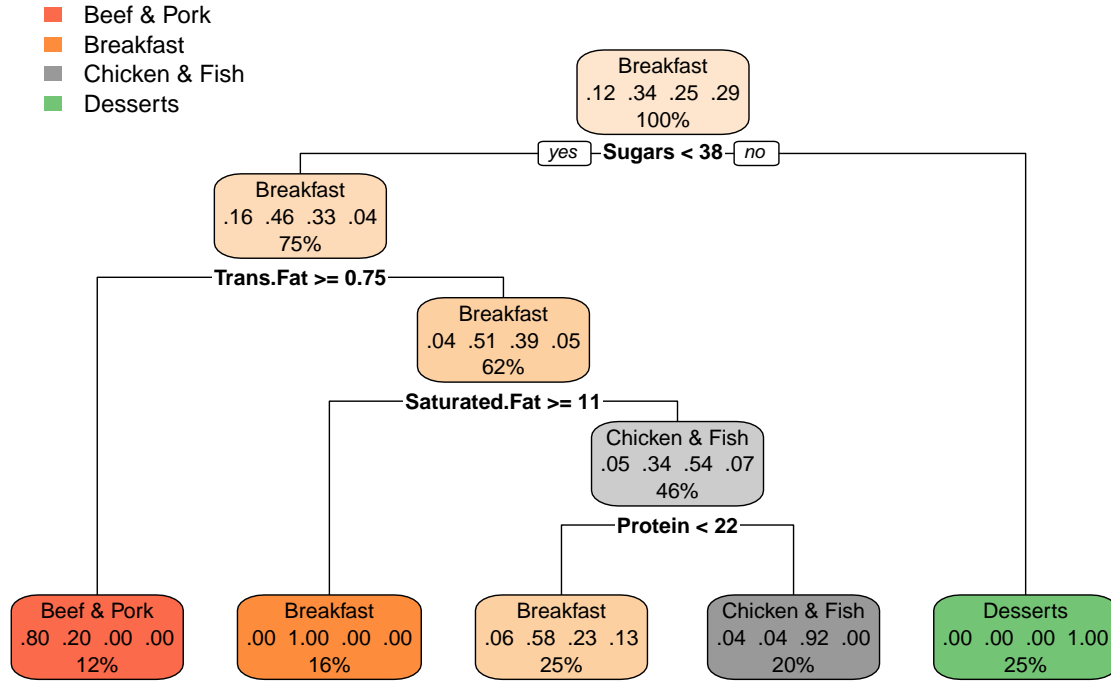 Beef & Pork
Breakfast
Chicken & Fish
Desserts
Breakfast
.12 .34 .25 .29
100%
yes Sugars < 38 no
Breakfast
.16 .46 .33 .04
75%
Trans.Fat >= 0.75
Breakfast
.04 .51 .39 .05
62%
Saturated.Fat >= 11
Chicken & Fish
.05 .34 .54 .07
46%
Protein < 22
Beef & Pork
.80 .20 .00 .00
12%
Breakfast
.00 1.00 .00 .00
16%
Breakfast
.06 .58 .23 .13
25%
Chicken & Fish
.04 .04 .92 .00
20%
Desserts
.00 .00 .00 1.00
25%